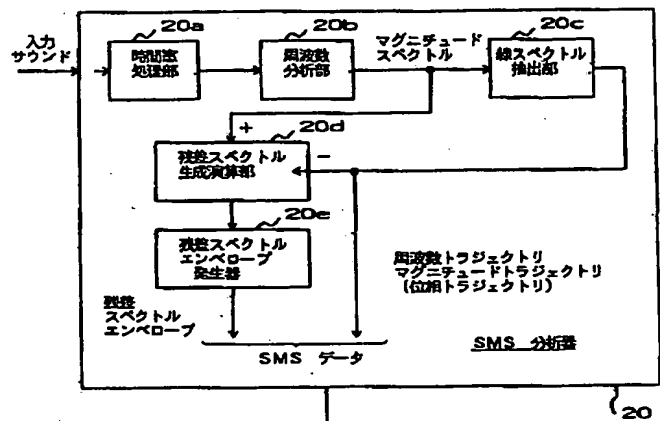 20a
20b
20c
入力
サウンド
時間窓
処理部
周波数
分析部
マグニチュード
スペクトル
線スペクトル
抽出部
+
20d
残差スペクトル
生成演算部
-
20e
残差スペクトル
エンベロープ
発生器
周波数トラジェクトリ
マグニチュードトラジェクトリ
(位相トラジェクトリ)
残差
スペクトル
エンベロープ
SMS データ
SMS 分析器
20